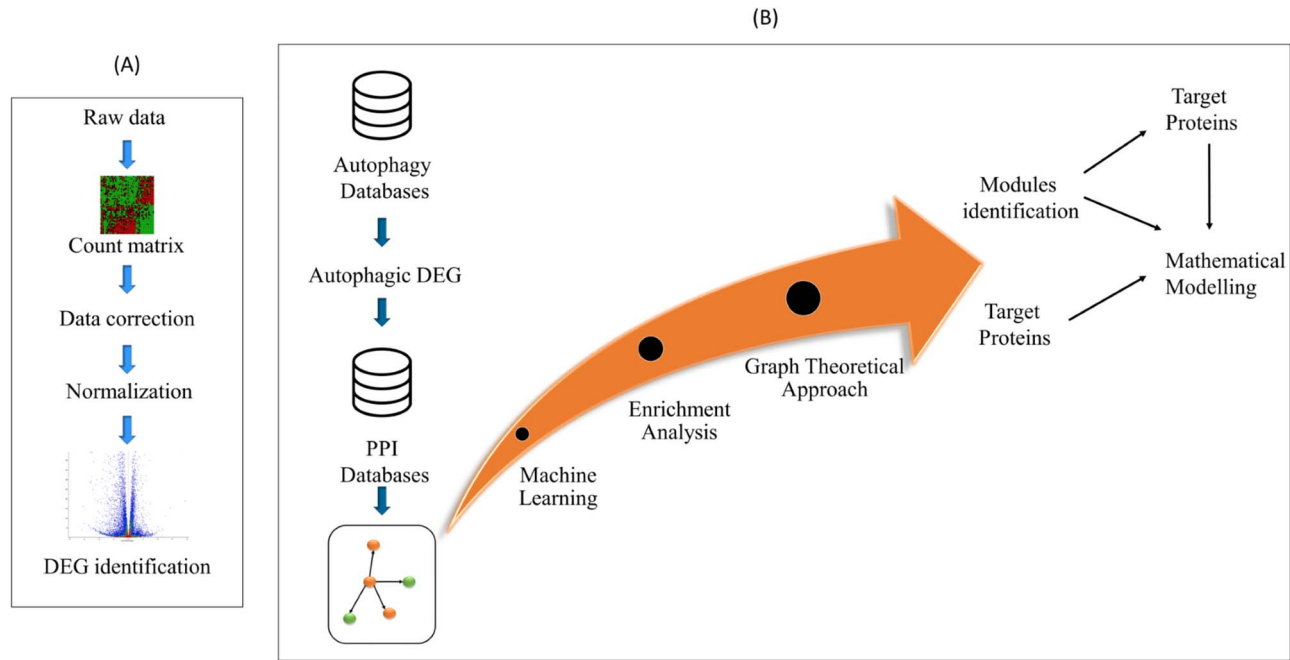 (A)
Raw data
Count matrix
Data correction
Normalization
DEG identification
(B)
Autophagy
Databases
Autophagic DEG
PPI
Databases
Machine
Learning
Enrichment
Analysis
Graph Theoretical
Approach
Modules
identification
Target
Proteins
Target
Proteins
Mathematical
Modelling